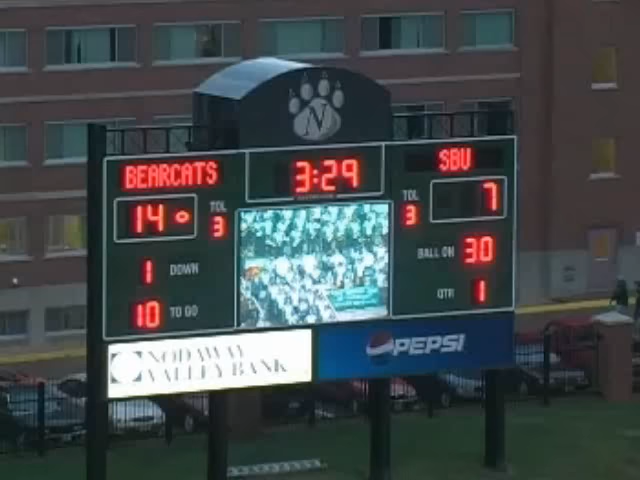 N
BEARCATS 3:29 SBU
14 TOL 3 TOL 3 7
1 DOWN BALL ON 30
10 TO GO QTR 1
NODAWAY
VALLEY BANK
PEPSI